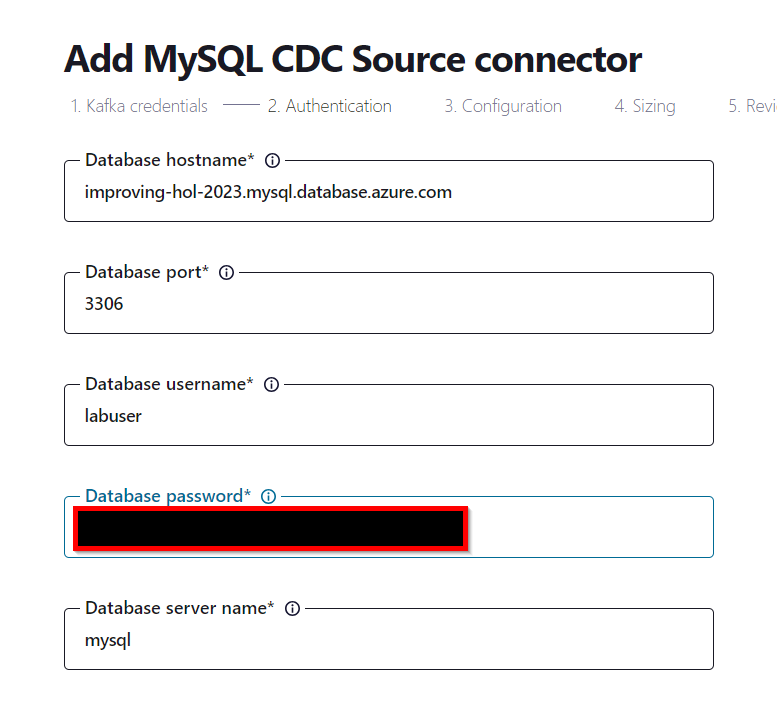 Add MySQL CDC Source connector
1. Kafka credentials 2. Authentication 3. Configuration 4. Sizing 5. Revi
Database hostname*
improving-hol-2023.mysql.database.azure.com
Database port*
3306
Database username*
labuser
Database password*
Database server name*
mysql